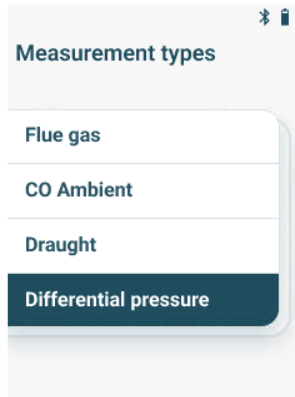 Measurement types
Flue gas
CO Ambient
Draught
Differential pressure